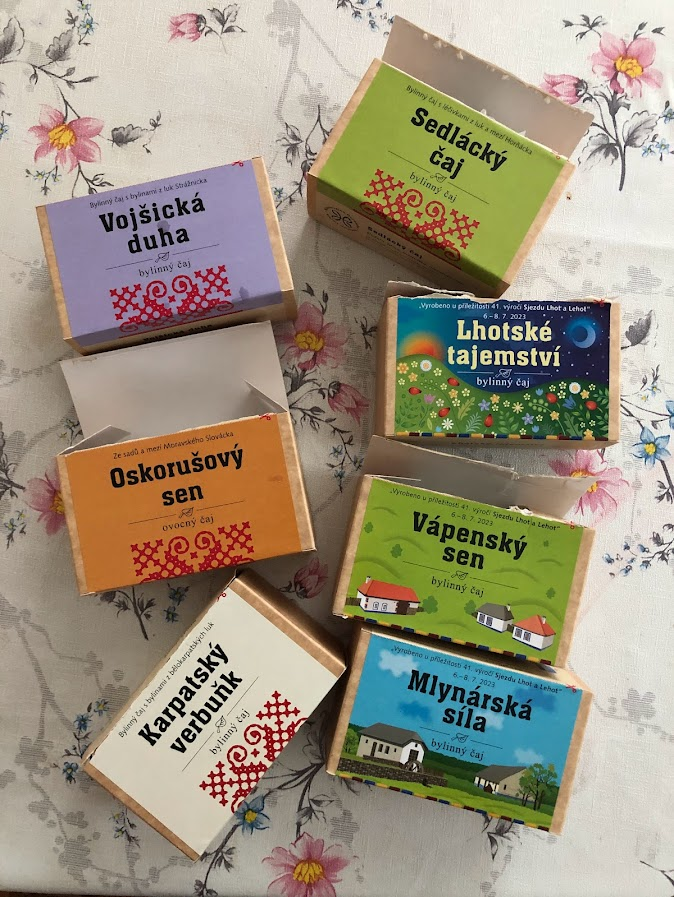 Bylinný čaj s léčivkami z luk a mezí Horňácka
Sedlácký
čaj
bylinný čaj
Sedlácký čaj
Bylinný čaj s bylinami z luk Strážnicka
Vojšická
duha
bylinný čaj
„Vyrobeno u příležitosti 41. výročí Sjezdu Lhot a Lehot"
6.–8. 7. 2023
Lhotské
tajemství
bylinný čaj
Ze sadů a mezí Moravského Slovácka
Oskorušový
sen
ovocný čaj
„Vyrobeno u příležitosti 41. výročí Sjezdu Lhot a Lehot"
6.–8. 7. 2023
Vápenský
sen
bylinný čaj
Bylinný čaj s bylinami z bělokarpatských luk
Karpatský
verbuňk
bylinný čaj
„Vyrobeno u příležitosti 41. výročí Sjezdu Lhot a Lehot"
6.–8. 7. 2023
Mlynárská
síla
bylinný čaj